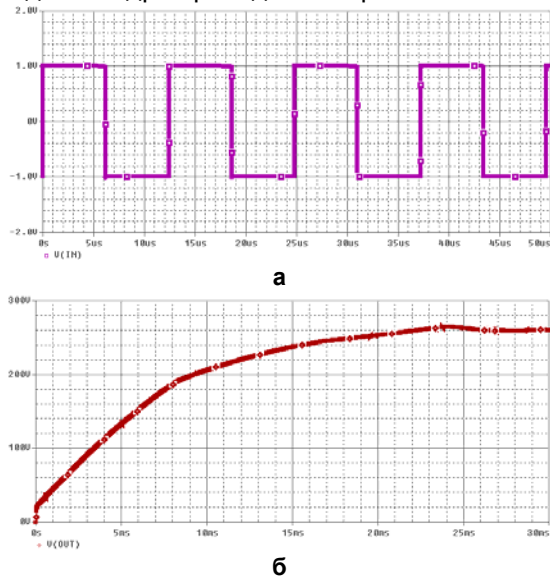 2.0V
1.0V
0V
-1.0V
-2.0V
0s 5us 10us 15us 20us 25us 30us 35us 40us 45us 50us
V(IN)
а
300V
200V
100V
0V
0s 5ms 10ms 15ms 20ms 25ms 30ms
V(OUT)
б